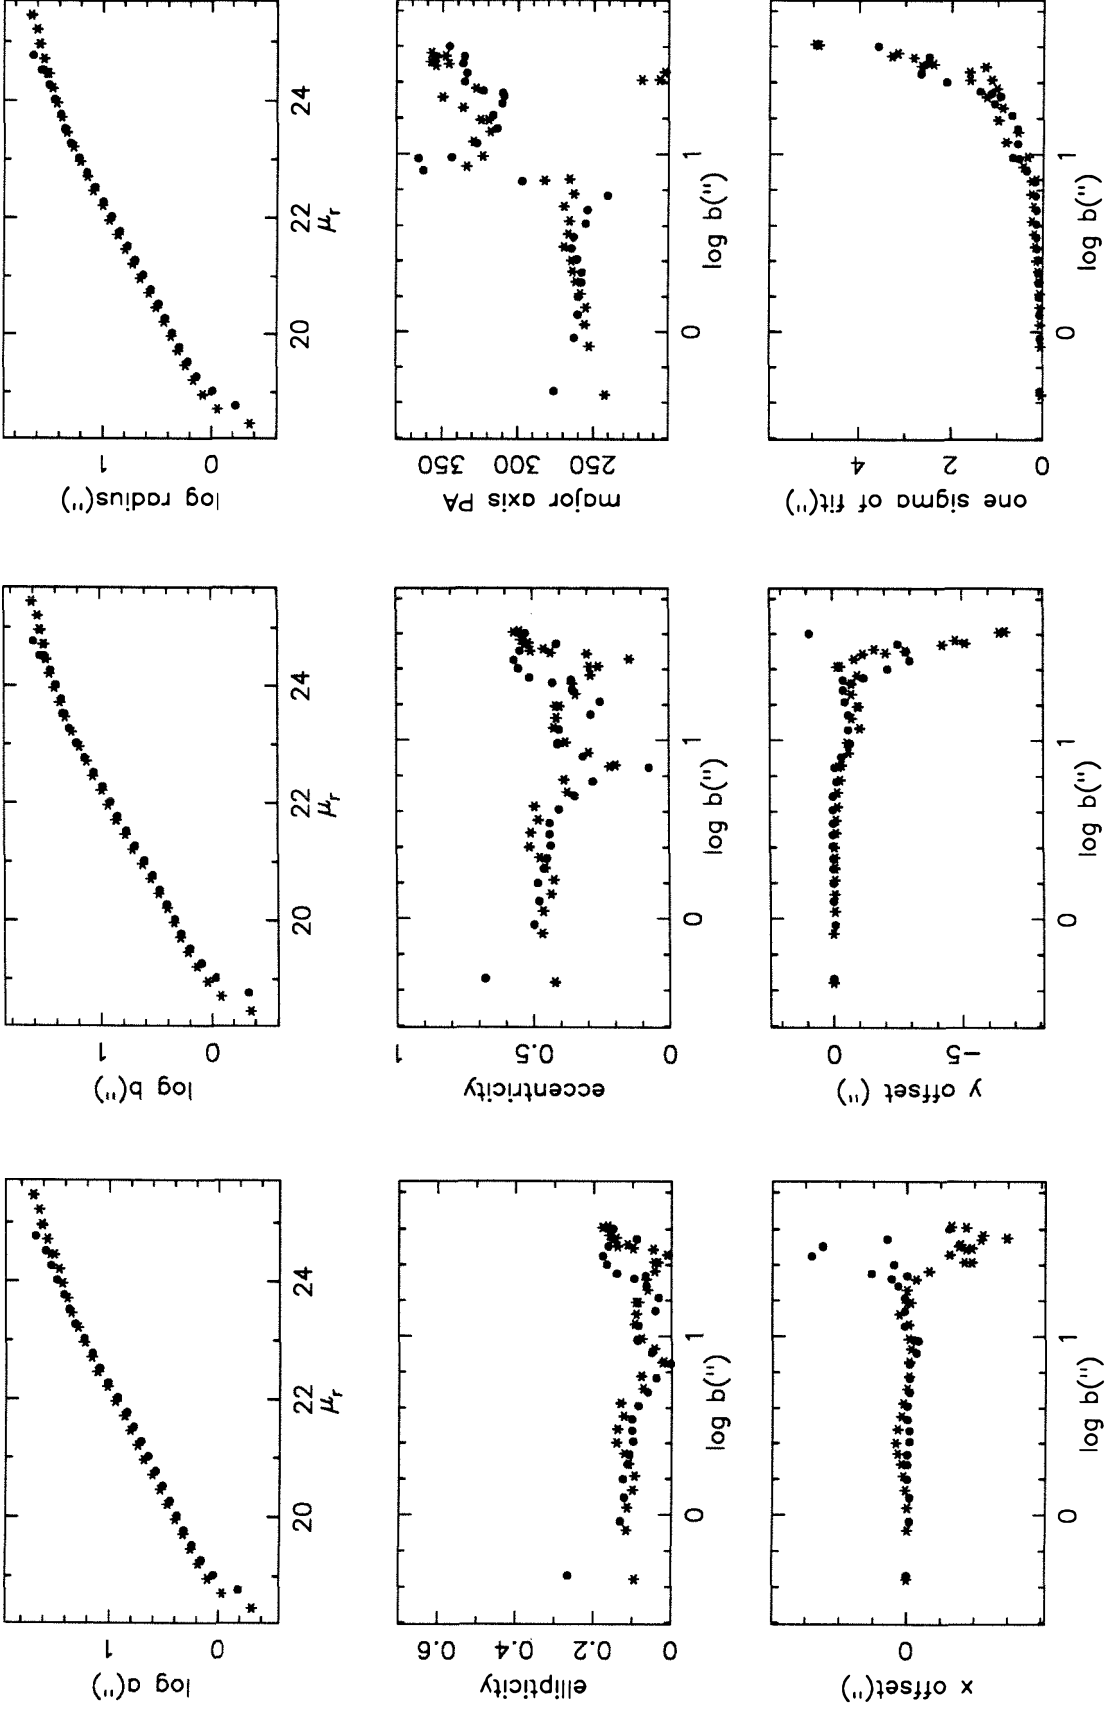 log a(")
1
0
20 22 24
μr
log b(")
1
0
20 22 24
μr
log radius(")
1
0
20 22 24
μr
ellipticity
0.6
0.4
0.2
0
0 1
log b(")
eccentricity
1
0.5
0
0 1
log b(")
major axis PA
350
300
250
0 1
log b(")
x offset(")
0
0 1
log b(")
y offset (")
0
−5
0 1
log b(")
one sigma of fit(")
4
2
0
0 1
log b(")